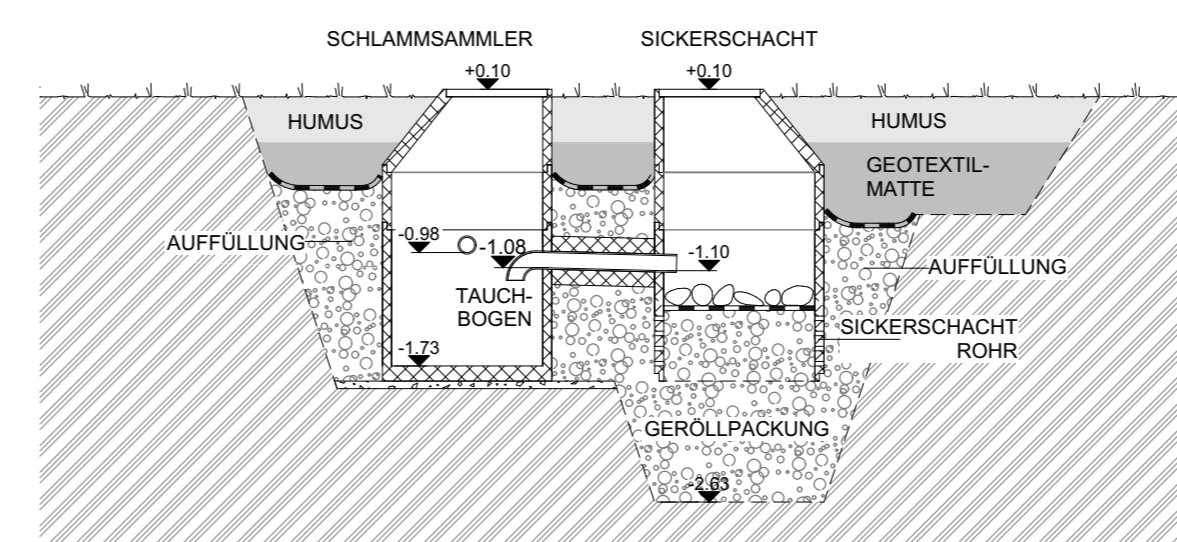 SCHLAMMSAMMLER
SICKERSCHACHT
+0.10
+0.10
HUMUS
HUMUS
GEOTEXTIL-
MATTE
AUFFÜLLUNG
-0.98
-1.08
-1.10
AUFFÜLLUNG
TAUCH-
BOGEN
SICKERSCHACHT
ROHR
-1.73
GERÖLLPACKUNG
-2.63